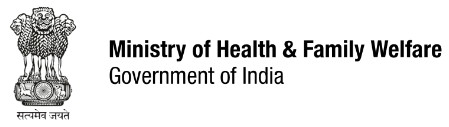 Ministry of Health & Family Welfare
Government of India
सत्यमेव जयते